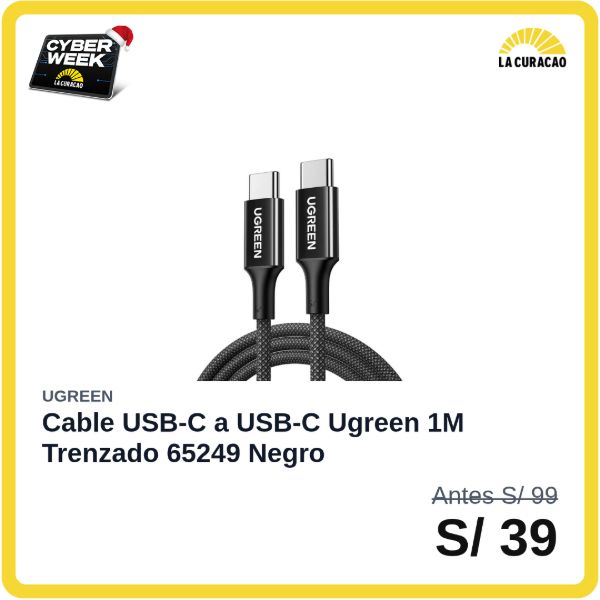 CYBER
WEEK
LA CURACAO
LA CURACAO
UGREEN
UGREEN
UGREEN
Cable USB-C a USB-C Ugreen 1M
Trenzado 65249 Negro
Antes S/ 99
S/ 39